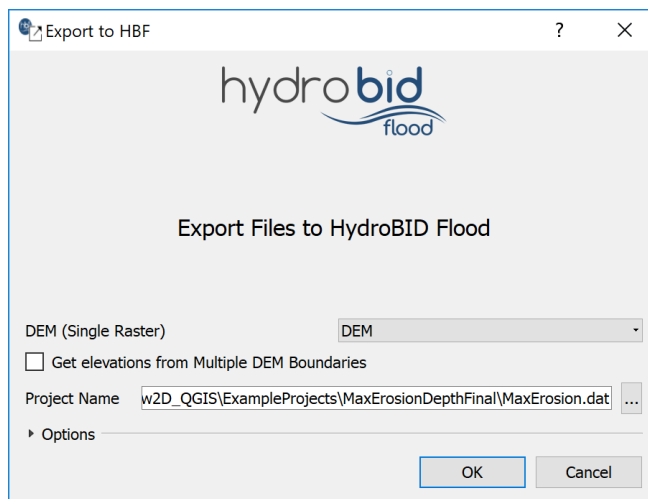 Export to HBF
hydrobid
flood
Export Files to HydroBID Flood
DEM (Single Raster) DEM
Get elevations from Multiple DEM Boundaries
Project Name w2D_QGIS\ExampleProjects\MaxErosionDepthFinal\MaxErosion.dat ...
Options
OK Cancel